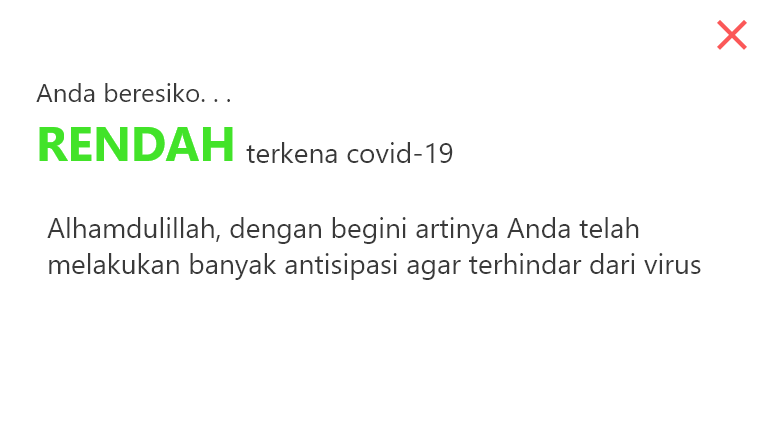 Anda beresiko. . .
RENDAH terkena covid-19
Alhamdulillah, dengan begini artinya Anda telah
melakukan banyak antisipasi agar terhindar dari virus